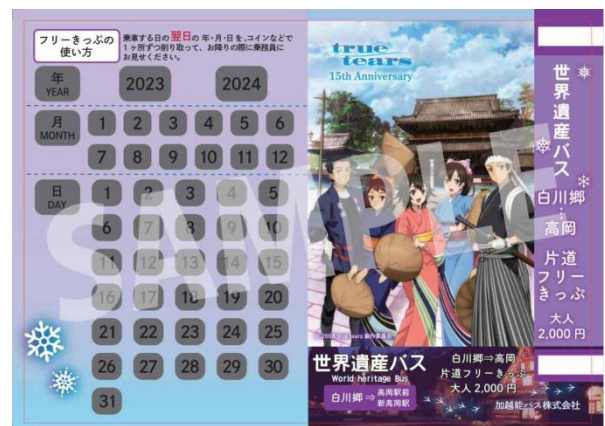 フリーきっぷの
使い方
乗車する日の翌日の 年・月・日 を、コインなどで
1ヶ所ずつ削り取って、お降りの際に乗務員に
お見せください。
年
YEAR
2023 2024
月
MONTH
1 2 3 4 5 6
7 8 9 10 11 12
日
DAY
1 2 3 4 5
6 7 8 9 10
11 12 13 14 15
16 17 18 19 20
21 22 23 24 25
26 27 28 29 30
31
SAMPLE
true
tears
15th Anniversary
世界遺産バス
World heritage Bus
白川郷⇒高岡駅前
新高岡駅
白川郷⇒高岡
片道フリーきっぷ
大人 2,000 円
加越能バス株式会社
世界遺産バス
白川郷
高岡
片道
フリー
きっぷ
大人
2,000 円